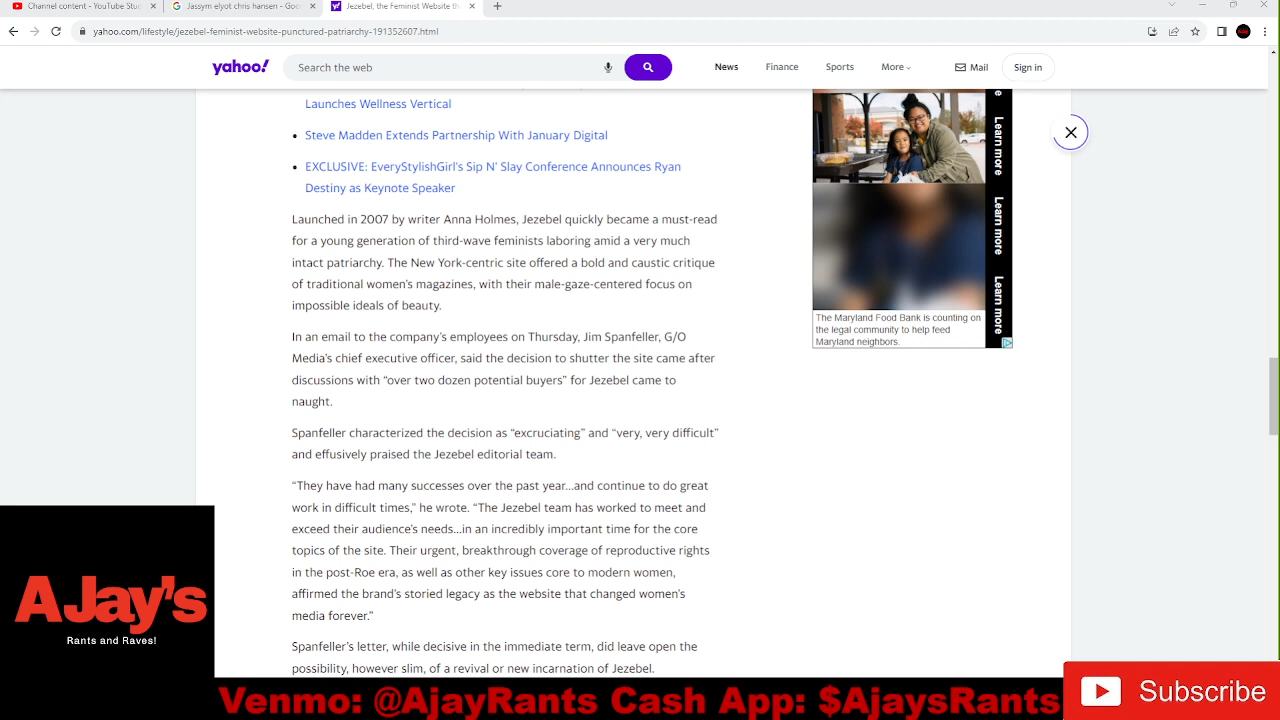 Channel content - YouTube Stud
Jassym elyot chris hansen - Goo
Jezebel, the Feminist Website th
yahoo.com/lifestyle/jezebel-feminist-website-punctured-patriarchy-191352607.html
yahoo!
Search the web
News
Finance
Sports
More
Mail
Sign in
Launches Wellness Vertical
Steve Madden Extends Partnership With January Digital
EXCLUSIVE: EveryStylishGirl's Sip N' Slay Conference Announces Ryan
Destiny as Keynote Speaker
Launched in 2007 by writer Anna Holmes, Jezebel quickly became a must-read
for a young generation of third-wave feminists laboring amid a very much
intact patriarchy. The New York-centric site offered a bold and caustic critique
of traditional women's magazines, with their male-gaze-centered focus on
impossible ideals of beauty.
In an email to the company's employees on Thursday, Jim Spanfeller, G/O
Media's chief executive officer, said the decision to shutter the site came after
discussions with “over two dozen potential buyers” for Jezebel came to
naught.
Spanfeller characterized the decision as “excruciating” and “very, very difficult”
and effusively praised the Jezebel editorial team.
“They have had many successes over the past year...and continue to do great
work in difficult times,” he wrote. “The Jezebel team has worked to meet and
exceed their audience's needs...in an incredibly important time for the core
topics of the site. Their urgent, breakthrough coverage of reproductive rights
in the post-Roe era, as well as other key issues core to modern women,
affirmed the brand's storied legacy as the website that changed women's
media forever.”
Spanfeller's letter, while decisive in the immediate term, did leave open the
possibility, however slim, of a revival or new incarnation of Jezebel.
e
Learn more
Learn more
Learn more
The Maryland Food Bank is counting on
the legal community to help feed
Maryland neighbors.
AJay's
Rants and Raves!
Venmo: @AjayRants Cash App: $AjaysRants
Subscribe